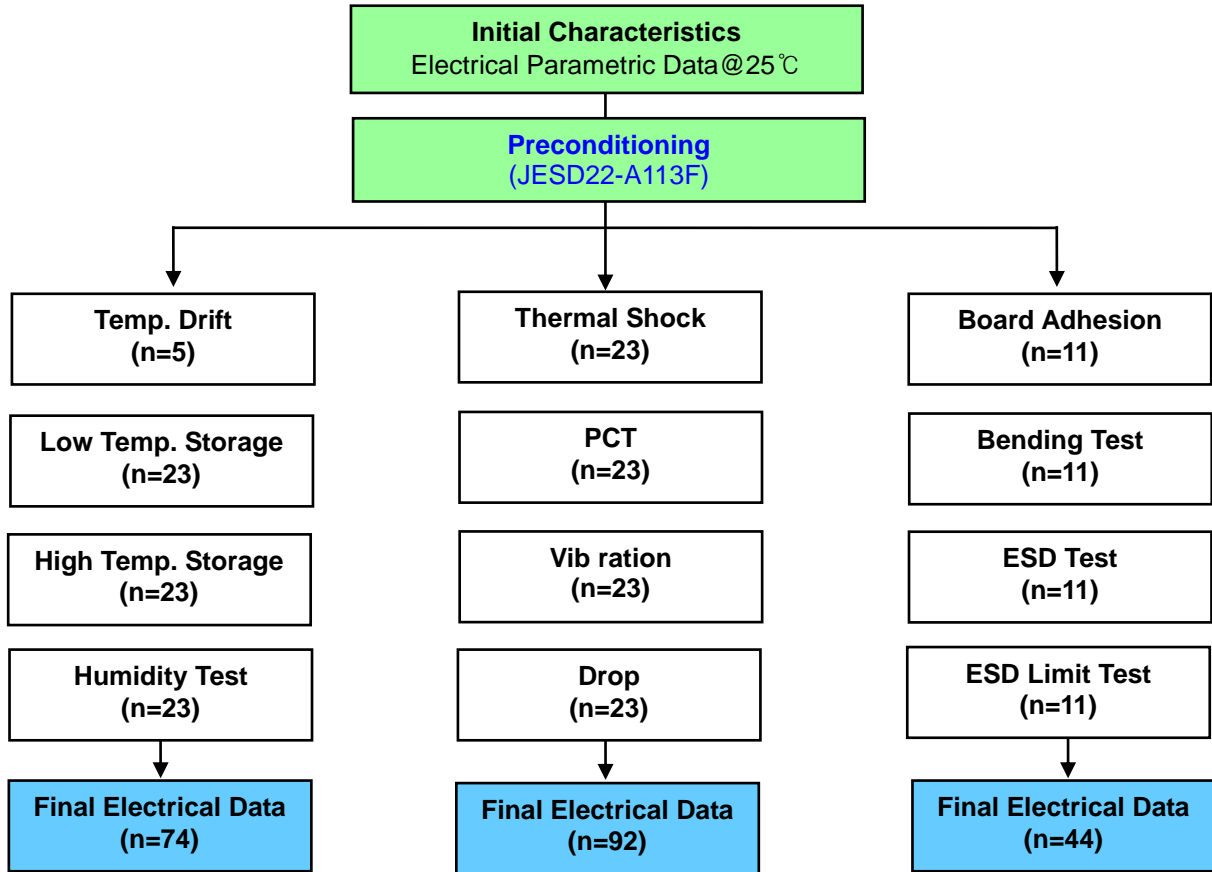 Initial Characteristics
Electrical Parametric Data@25℃
Preconditioning
(JESD22-A113F)
Temp. Drift
(n=5)
Low Temp. Storage
(n=23)
High Temp. Storage
(n=23)
Humidity Test
(n=23)
Final Electrical Data
(n=74)
Thermal Shock
(n=23)
PCT
(n=23)
Vib ration
(n=23)
Drop
(n=23)
Final Electrical Data
(n=92)
Board Adhesion
(n=11)
Bending Test
(n=11)
ESD Test
(n=11)
ESD Limit Test
(n=11)
Final Electrical Data
(n=44)